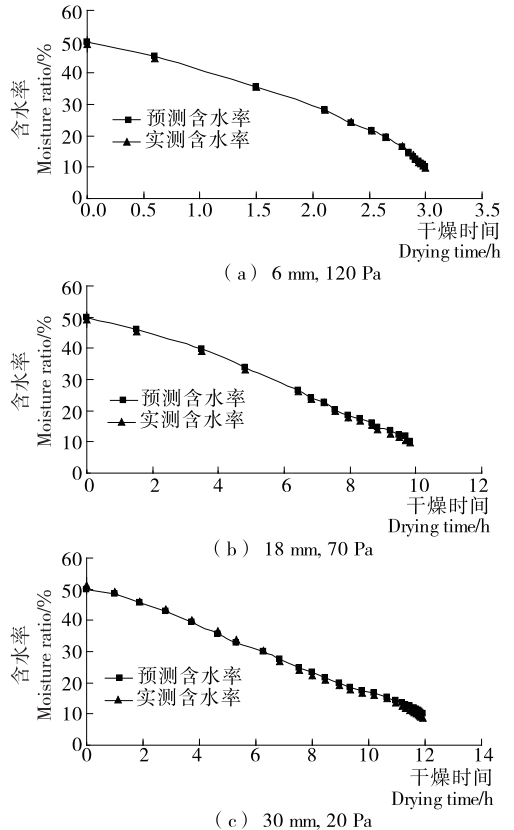 60
50
40
30
20
10
0
含水率
Moisture ratio/%
预测含水率
实测含水率
0.0 0.5 1.0 1.5 2.0 2.5 3.0 3.5
干燥时间
Drying time/h
(a) 6 mm, 120 Pa
60
50
40
30
20
10
0
含水率
Moisture ratio/%
预测含水率
实测含水率
0 2 4 6 8 10 12
干燥时间
Drying time/h
(b) 18 mm, 70 Pa
60
50
40
30
20
10
0
含水率
Moisture ratio/%
预测含水率
实测含水率
0 2 4 6 8 10 12 14
干燥时间
Drying time/h
(c) 30 mm, 20 Pa